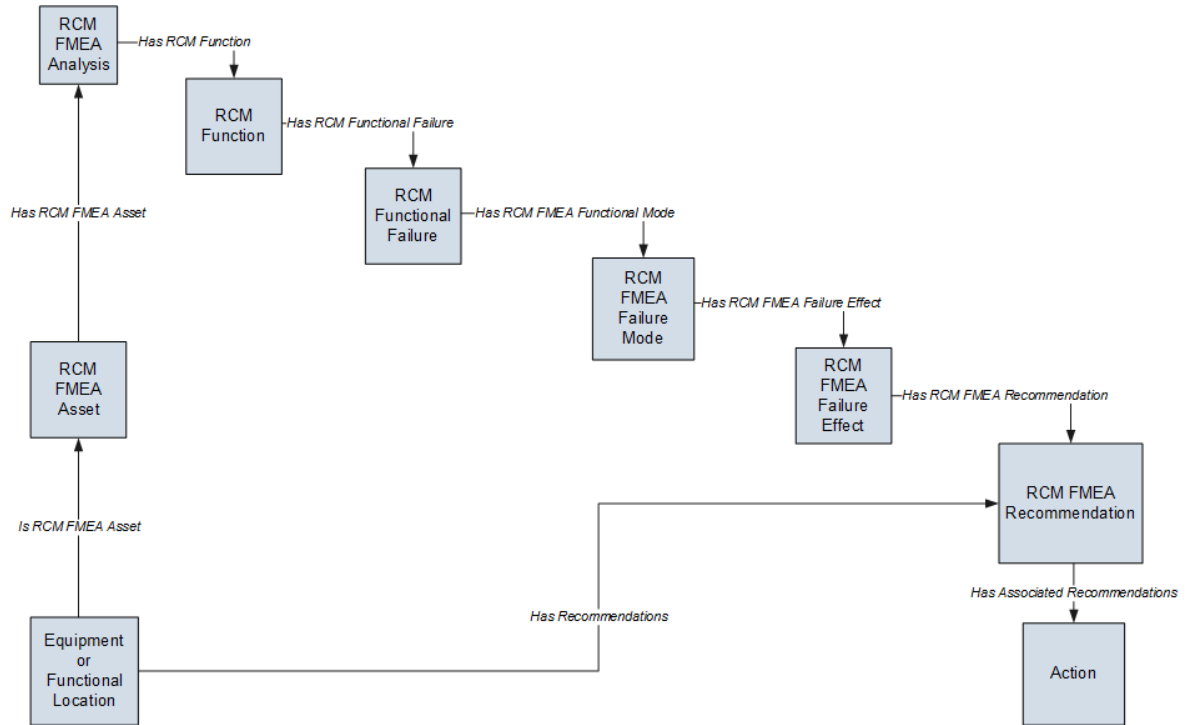 RCM
FMEA
Analysis
Has RCM Function
RCM
Function
Has RCM Functional Failure
RCM
Functional
Failure
Has RCM FMEA Asset
Has RCM FMEA Functional Mode
RCM
FMEA
Failure
Mode
Has RCM FMEA Failure Effect
RCM
FMEA
Asset
RCM
FMEA
Failure
Effect
Has RCM FMEA Recommendation
RCM FMEA
Recommendation
Is RCM FMEA Asset
Has Associated Recommendations
Has Recommendations
Equipment
or
Functional
Location
Action